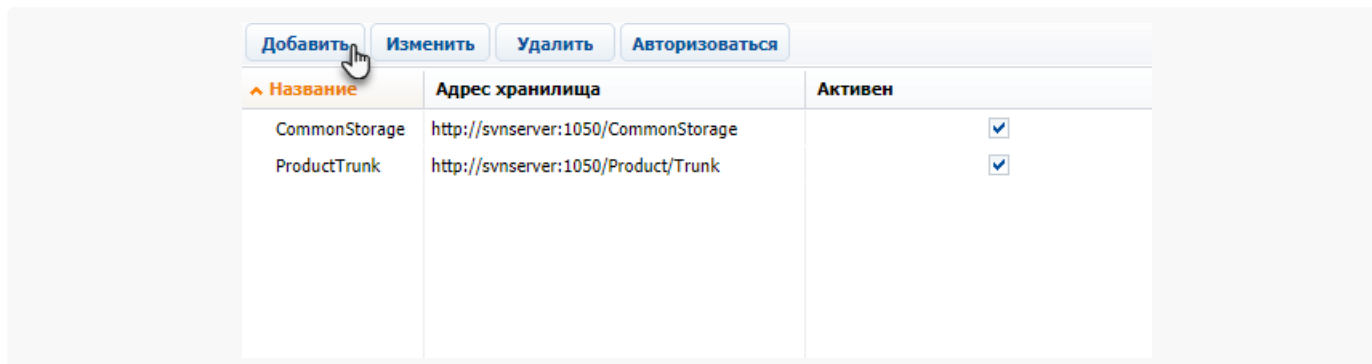 Добавить Изменить Удалить Авторизоваться
Название Адрес хранилища Активен
CommonStorage http://svnserver:1050/CommonStorage
ProductTrunk http://svnserver:1050/Product/Trunk